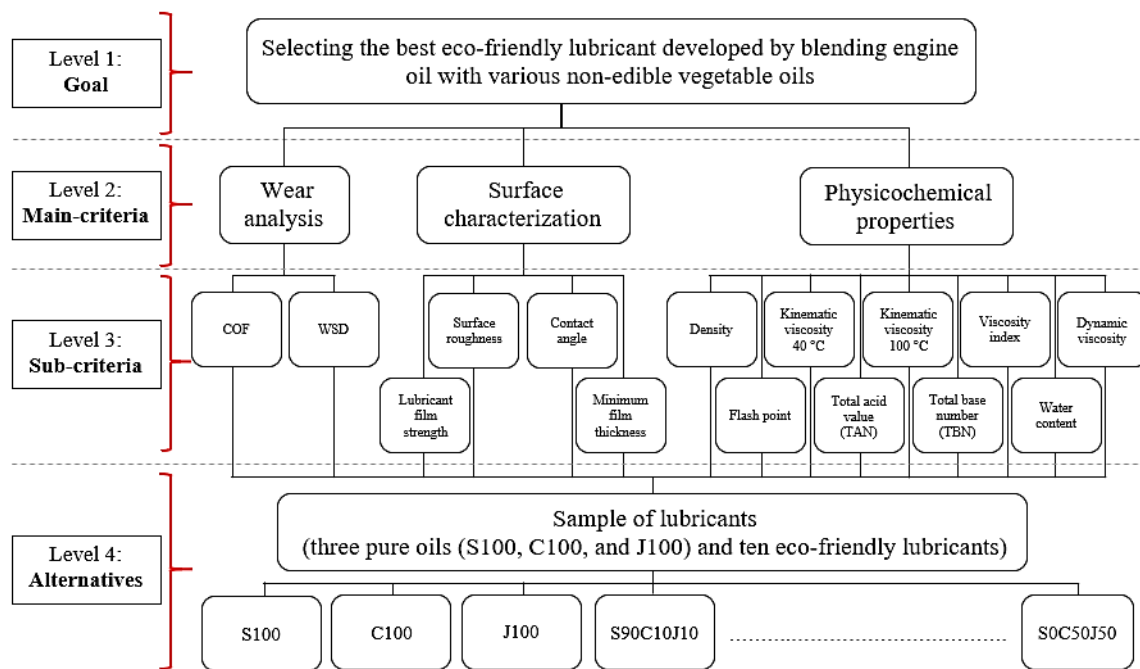 Level 1:
Goal
Selecting the best eco-friendly lubricant developed by blending engine
oil with various non-edible vegetable oils
Level 2:
Main-criteria
Wear
analysis
Surface
characterization
Physicochemical
properties
Level 3:
Sub-criteria
COF
WSD
Surface
roughness
Contact
angle
Lubricant
film
strength
Minimum
film
thickness
Density
Kinematic
viscosity
40 °C
Kinematic
viscosity
100 °C
Viscosity
index
Dynamic
viscosity
Flash point
Total acid
value
(TAN)
Total base
number
(TBN)
Water
content
Level 4:
Alternatives
Sample of lubricants
(three pure oils (S100, C100, and J100) and ten eco-friendly lubricants)
S100
C100
J100
S90C10J10
S0C50J50